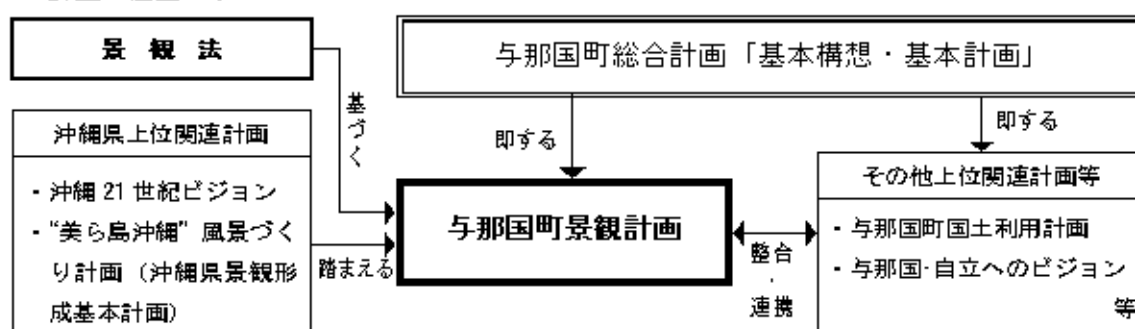 景観法
与那国町総合計画「基本構想・基本計画」
基づく
即する
即する
沖縄県上位関連計画
- 沖縄21世紀ビジョン
- “美ら島沖縄”風景づく
り計画（沖縄県景観形
成基本計画）
踏まえる
与那国町景観計画
整合・連携
その他上位関連計画等
- 与那国町国土利用計画
- 与那国・自立へのビジョン
等